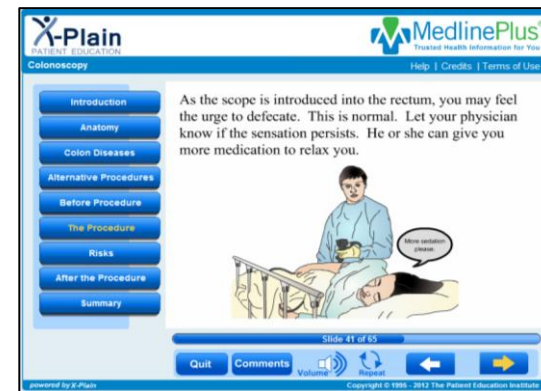 X-Plain
PATIENT EDUCATION
MedlinePlus®
Trusted Health Information for You
Colonoscopy
Help | Credits | Terms of Use
Introduction
Anatomy
Colon Diseases
Alternative Procedures
Before Procedure
The Procedure
Risks
After the Procedure
Summary
As the scope is introduced into the rectum, you may feel
the urge to defecate. This is normal. Let your physician
know if the sensation persists. He or she can give you
more medication to relax you.
More sedation
please.
Slide 41 of 65
Quit
Comments
Volume
Repeat
powered by X-Plain
Copyright © 1995 - 2012 The Patient Education Institute